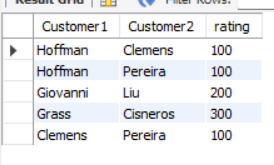 Result Grid Filter Rows:
Customer1 Customer2 rating
Hoffman Clemens 100
Hoffman Pereira 100
Giovanni Liu 200
Grass Cisneros 300
Clemens Pereira 100